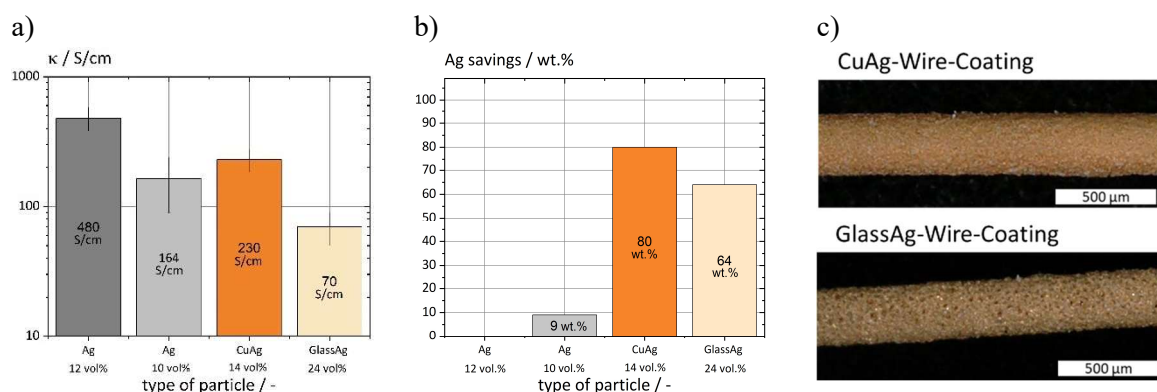 a)
κ / S/cm
1000
100
10
480
S/cm
164
S/cm
230
S/cm
70
S/cm
Ag
12 vol%
Ag
10 vol%
CuAg
14 vol%
GlassAg
24 vol%
type of particle / -
b)
Ag savings / wt.%
100
90
80
70
60
50
40
30
20
10
0
9 wt.%
80
wt.%
64
wt.%
Ag
12 vol.%
Ag
10 vol.%
CuAg
14 vol.%
GlassAg
24 vol.%
type of particle / -
c)
CuAg-Wire-Coating
500 µm
GlassAg-Wire-Coating
500 µm